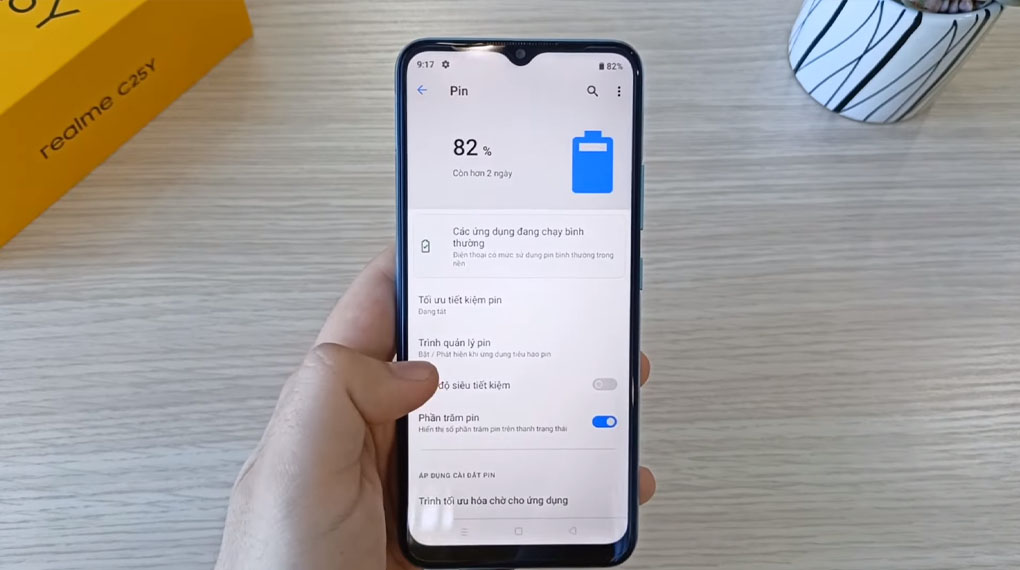 realme C25Y
9:17
82%
Pin
82 %
Còn hơn 2 ngày
Các ứng dụng đang chạy bình
thường
Điện thoại có mức sử dụng pin bình thường trong
nền
Tối ưu tiết kiệm pin
Đang tắt
Trình quản lý pin
Bật / Phát hiện khi ứng dụng tiêu hao pin
độ siêu tiết kiệm
Phần trăm pin
Hiển thị số phần trăm pin trên thanh trạng thái
ÁP DỤNG CÀI ĐẶT PIN
Trình tối ưu hóa chờ cho ứng dụng